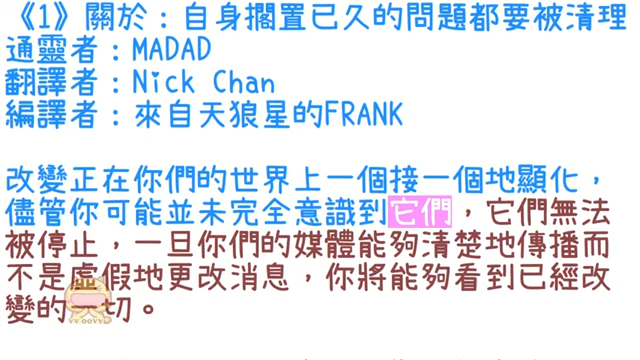 《1》關於：自身擱置已久的問題都要被清理
通靈者：MADAD
翻譯者：Nick Chan
編譯者：來自天狼星的FRANK
改變正在你們的世界上一個接一個地顯化，
儘管你可能並未完全意識到它們，它們無法
被停止，一旦你們的媒體能夠清楚地傳播而
不是虛假地更改消息，你將能夠看到已經改
變的一切。